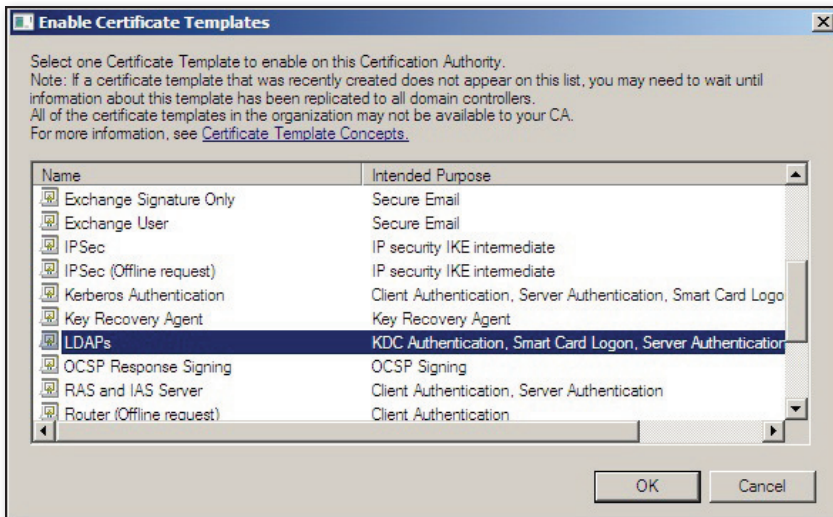 Enable Certificate Templates
Select one Certificate Template to enable on this Certification Authority.
Note: If a certificate template that was recently created does not appear on this list, you may need to wait until
information about this template has been replicated to all domain controllers.
All of the certificate templates in the organization may not be available to your CA.
For more information, see Certificate Template Concepts.
Name Intended Purpose
Exchange Signature Only Secure Email
Exchange User Secure Email
IPSec IP security IKE intermediate
IPSec (Offline request) IP security IKE intermediate
Kerberos Authentication Client Authentication, Server Authentication, Smart Card Logo
Key Recovery Agent Key Recovery Agent
LDAPs KDC Authentication, Smart Card Logon, Server Authentication
OCSP Response Signing OCSP Signing
RAS and IAS Server Client Authentication, Server Authentication
Router (Offline request) Client Authentication
OK Cancel